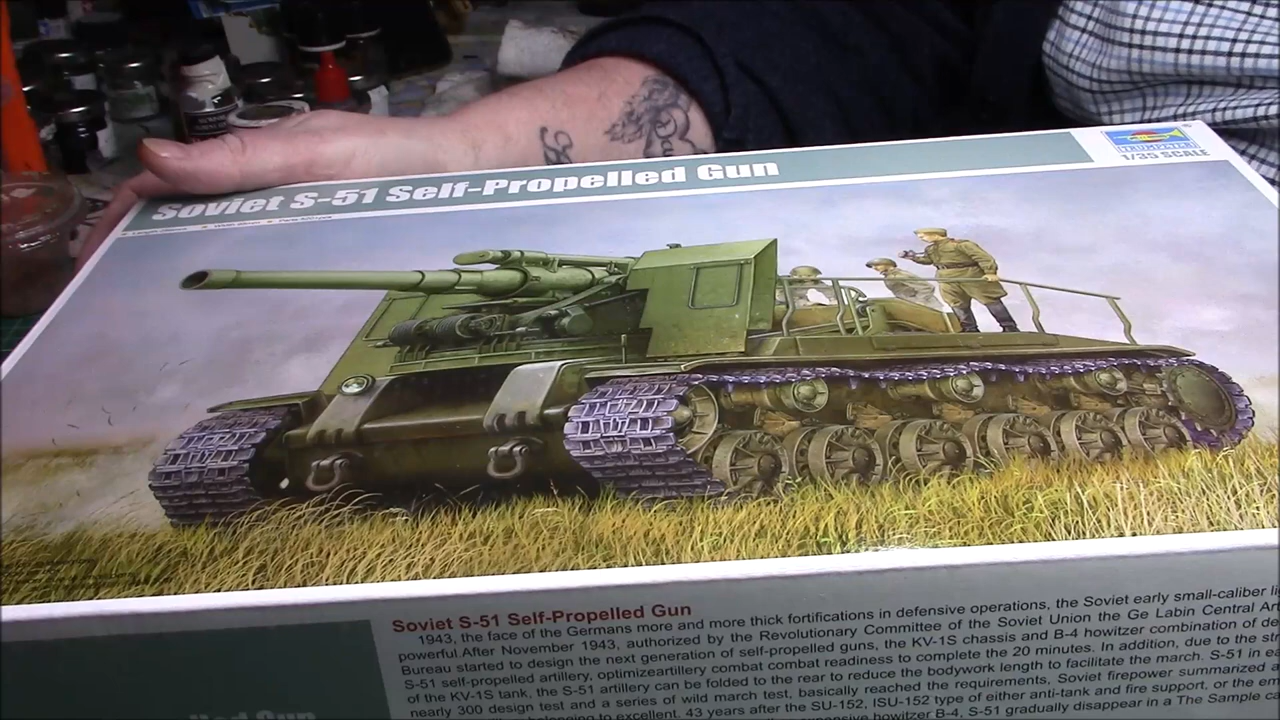 Soviet S-51 Self-Propelled Gun
TRUMPETER
1/35 SCALE
Soviet S-51 Self-Propelled Gun
1943, the face of the Germans more and more thick fortifications in defensive operations, the Soviet early small-caliber
powerful.After November 1943, authorized by the Revolutionary Committee of the Soviet Union the Ge Labin Central
Bureau started to design the next generation of self-propelled guns, the KV-1S chassis and B-4 howitzer combination of
S-51 self-propelled artillery, optimizeartillery combat combat readiness to complete the 20 minutes. In addition, due to the
of the KV-1S tank, the S-51 artillery can be folded to the rear to reduce the bodywork length to facilitate the march. S-51 in
nearly 300 design test and a series of wild march test, basically reached the requirements. Soviet firepower summarized
belonging to excellent. 43 years after the SU-152, ISU-152 type of either anti-tank and fire support, or the
howitzer B-4, S-51 gradually disappear in a The Sample